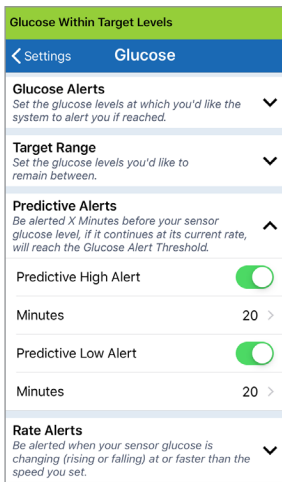 Glucose Within Target Levels
Settings
Glucose
Glucose Alerts
Set the glucose levels at which you'd like the
system to alert you if reached.
Target Range
Set the glucose levels you'd like to
remain between.
Predictive Alerts
Be alerted X Minutes before your sensor
glucose level, if it continues at its current rate,
will reach the Glucose Alert Threshold.
Predictive High Alert
Minutes 20
Predictive Low Alert
Minutes 20
Rate Alerts
Be alerted when your sensor glucose is
changing (rising or falling) at or faster than the
speed you set.